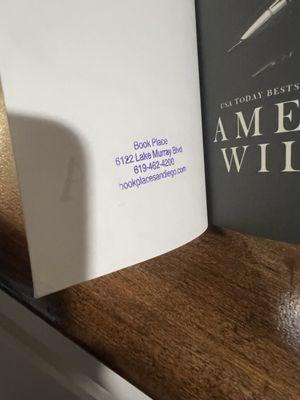 Book Place
6122 Lake Murray Blvd
619-462-4200
bookplacesandiego.com
USA TODAY BESTS
AME
WIL